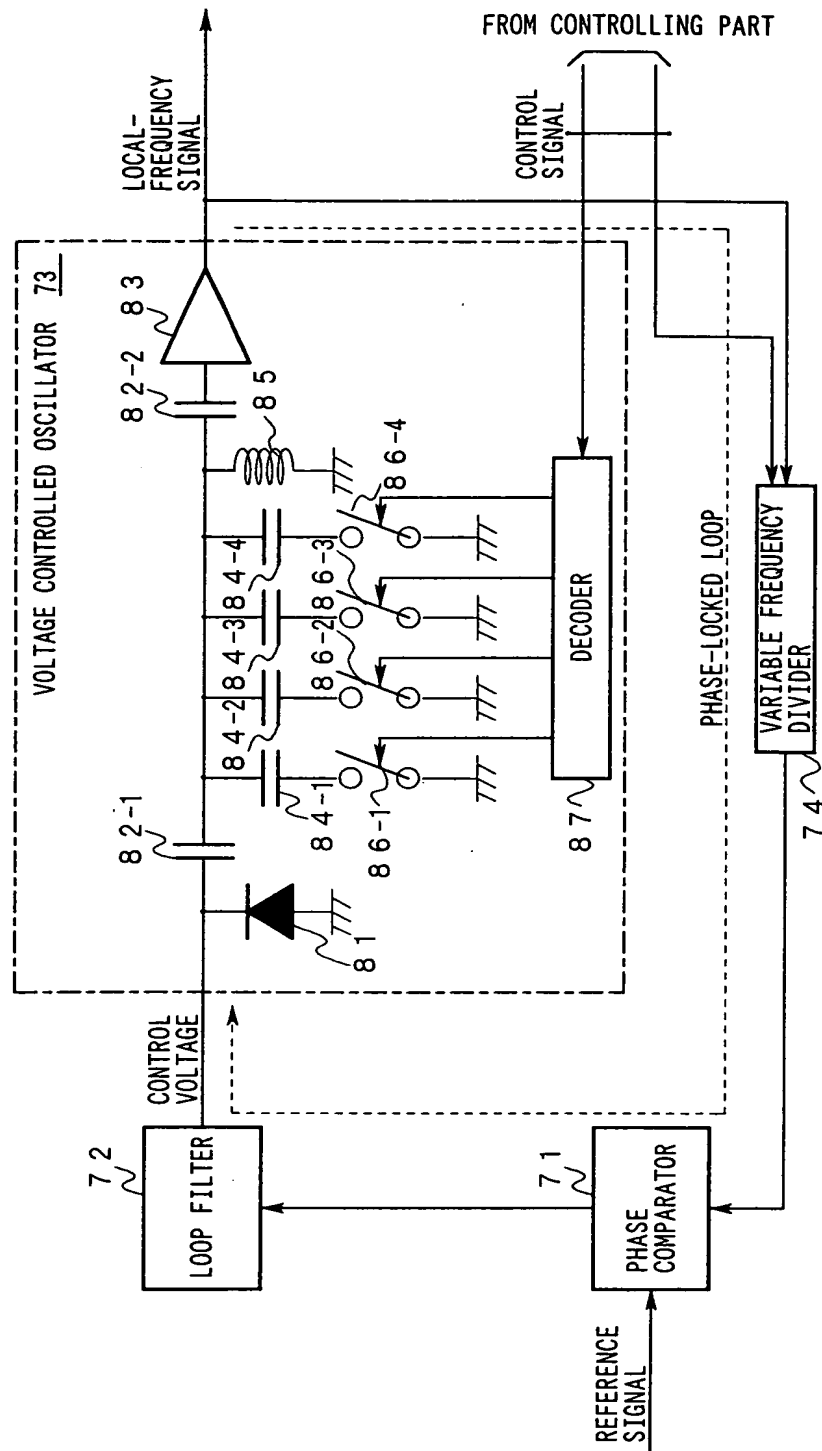 FROM CONTROLLING PART
LOCAL-
FREQUENCY
SIGNAL
CONTROL
SIGNAL
VOLTAGE CONTROLLED OSCILLATOR 73
83
82-2
85
86-4
84-4
86-3
84-3
86-2
84-2
84-1
86-1
82-1
81
DECODER
87
PHASE-LOCKED LOOP
VARIABLE FREQUENCY
DIVIDER
74
CONTROL
VOLTAGE
72
LOOP FILTER
71
PHASE
COMPARATOR
REFERENCE
SIGNAL